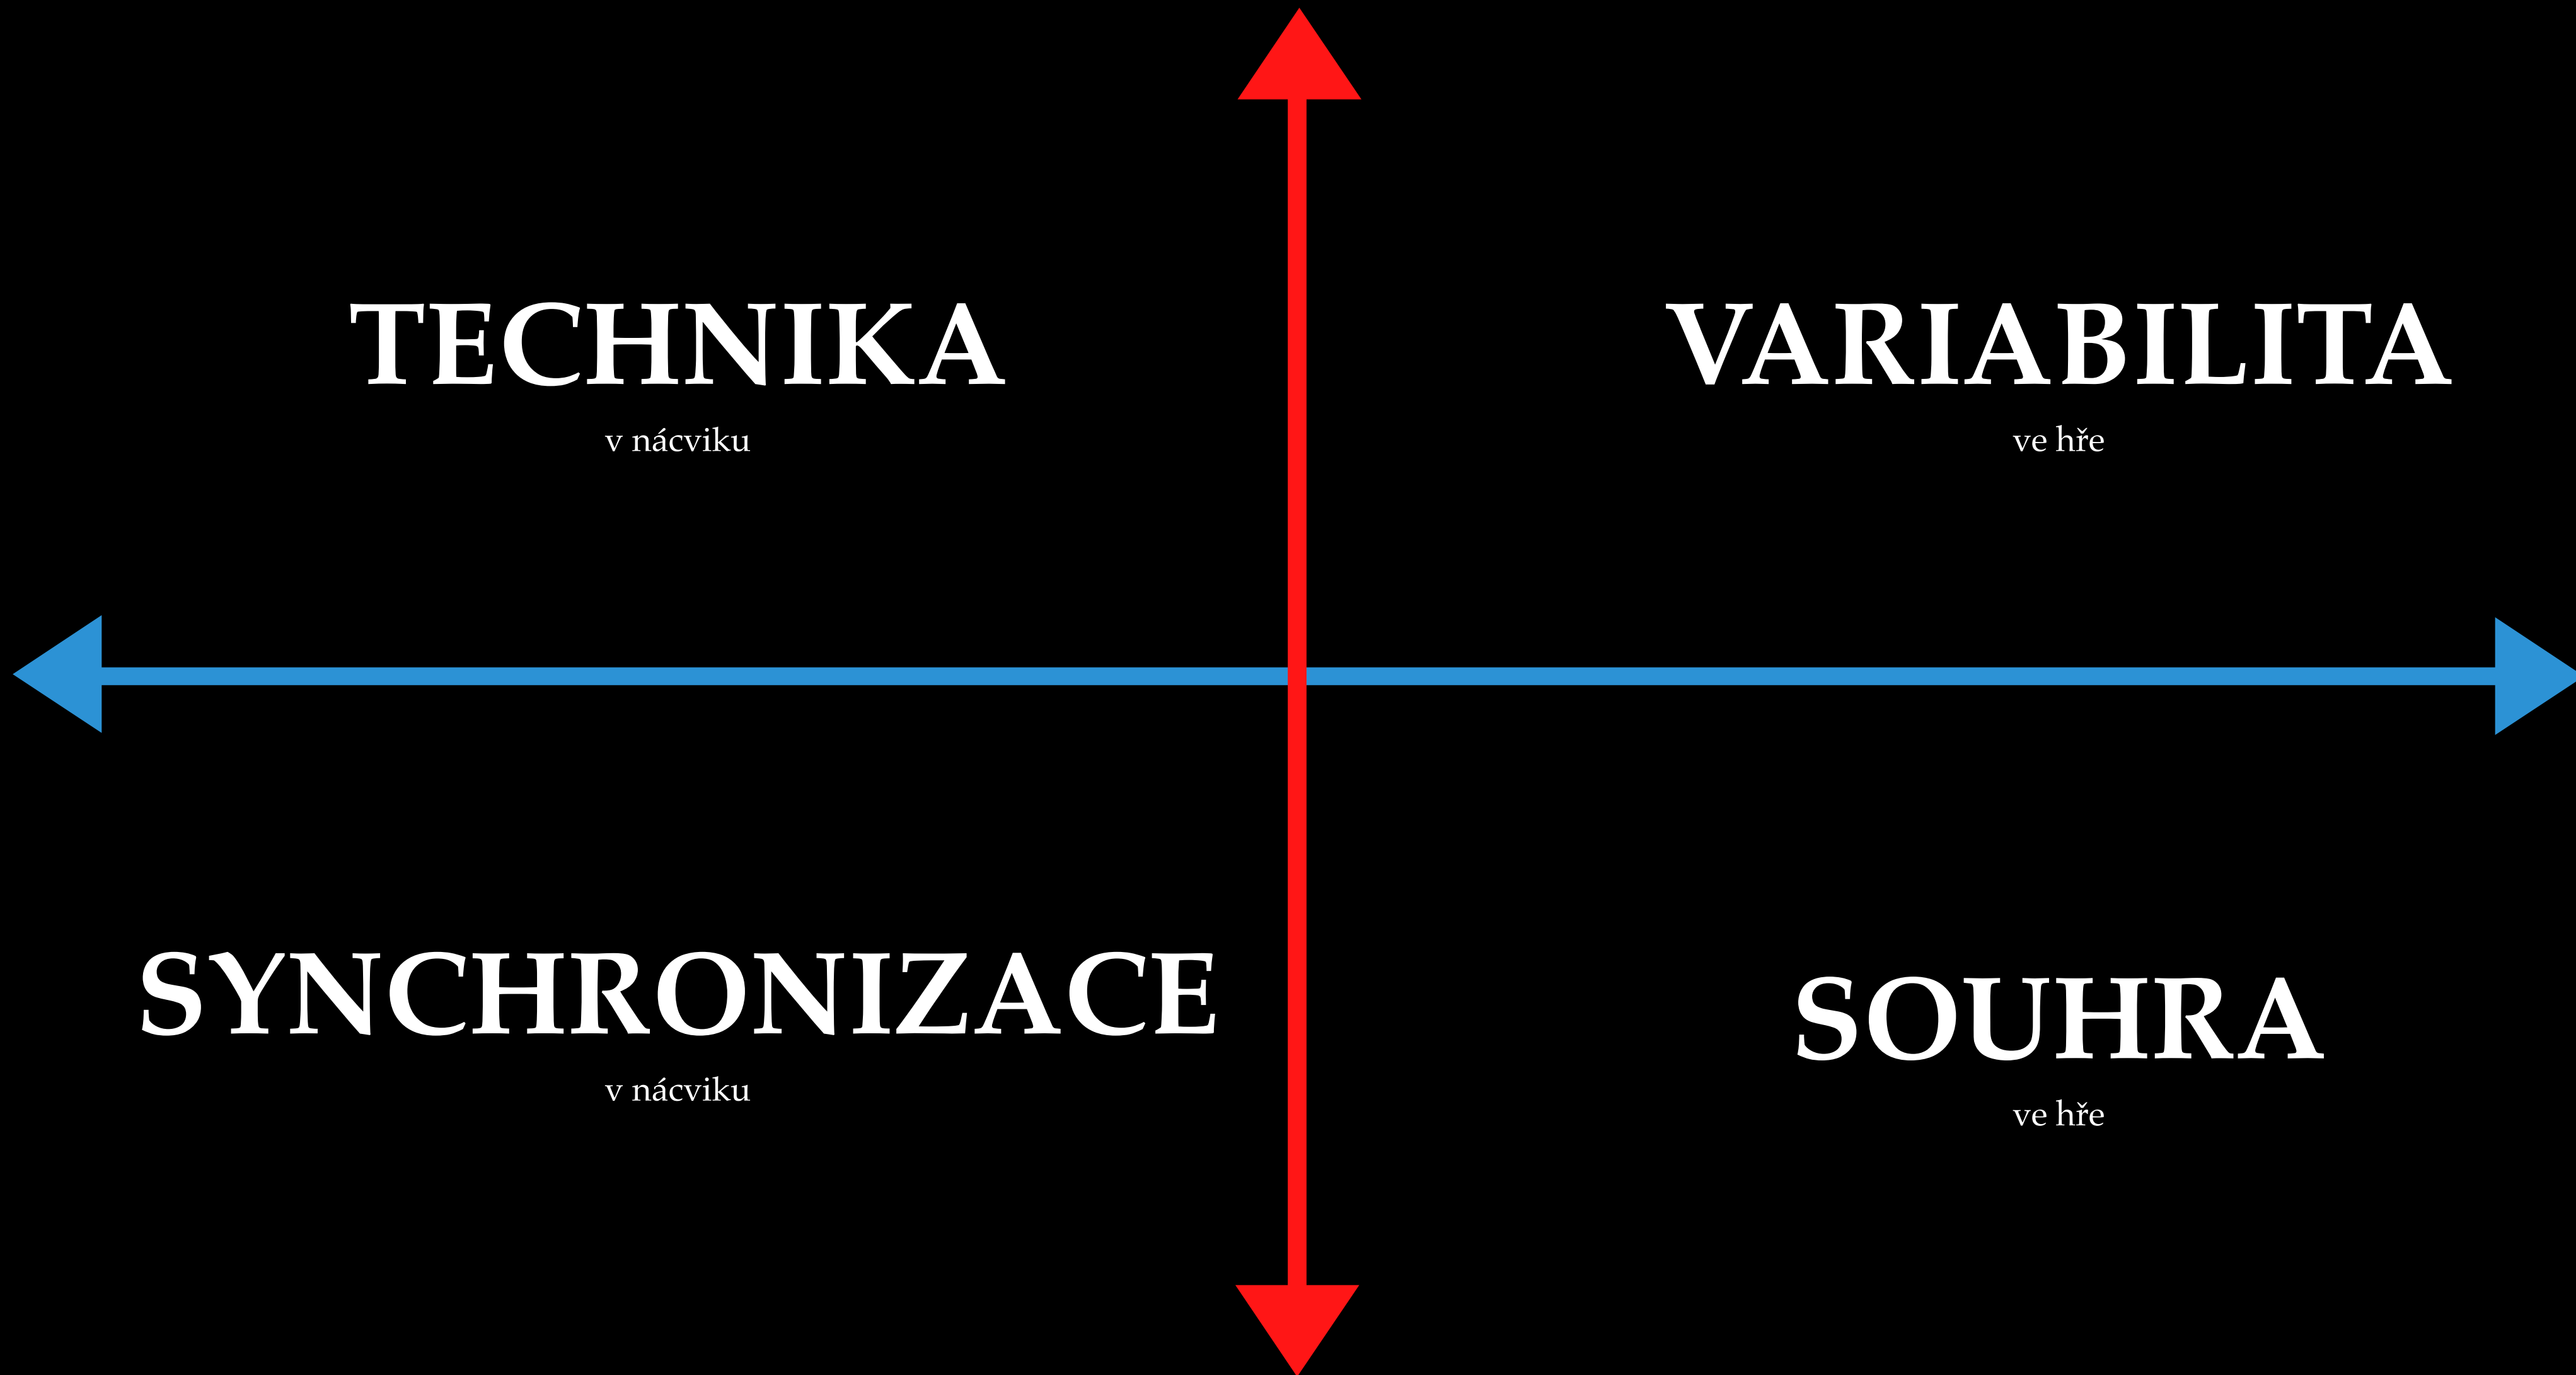 TECHNIKA
v nácviku
VARIABILITA
ve hře
SYNCHRONIZACE
v nácviku
SOUHRA
ve hře